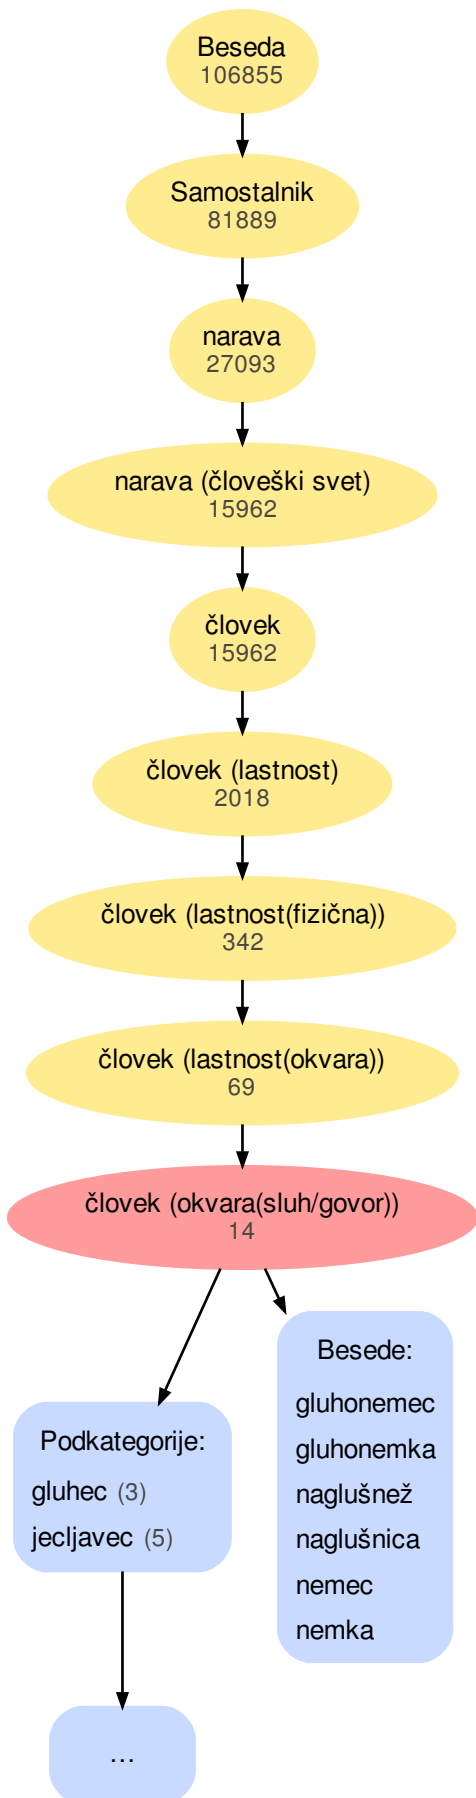 Beseda
106855
Samostalnik
81889
narava
27093
narava (človeški svet)
15962
človek
15962
človek (lastnost)
2018
človek (lastnost(fizična))
342
človek (lastnost(okvara))
69
človek (okvara(sluh/govor))
14
Podkategorije:
gluhec (3)
jecljavec (5)
...
Besede:
gluhonemec
gluhonemka
naglušnež
naglušnica
nemec
nemka